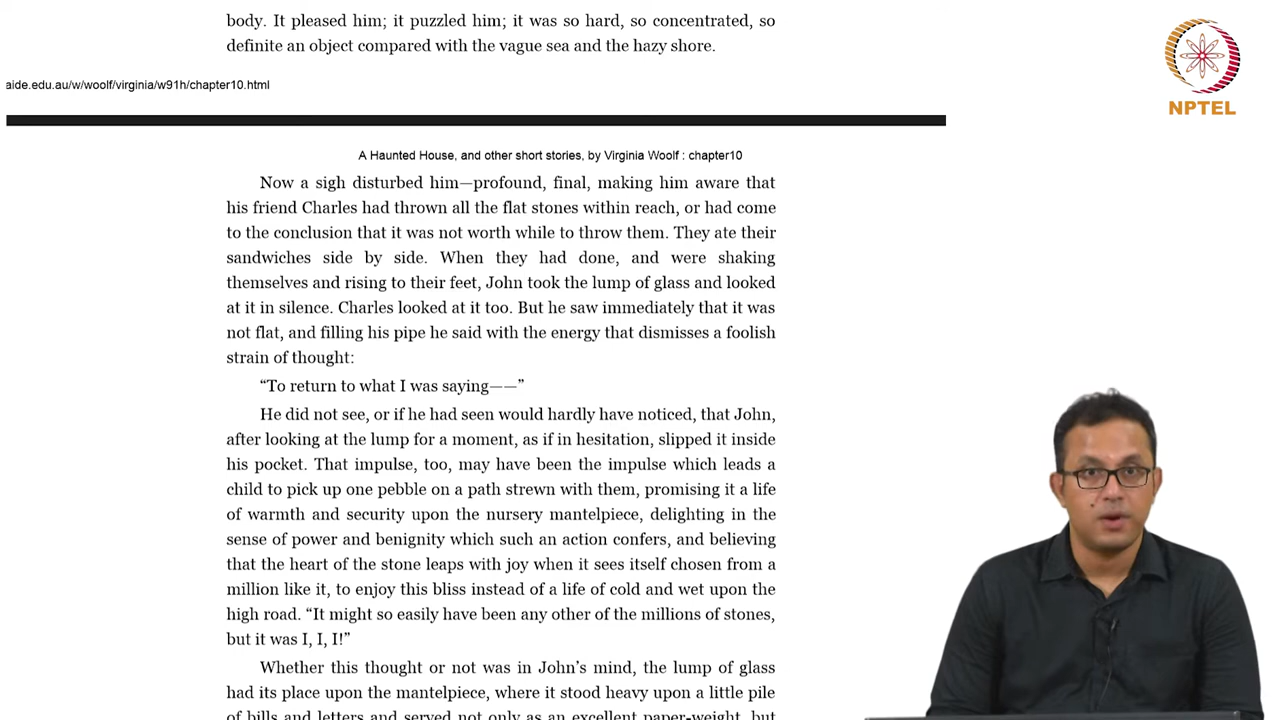 body. It pleased him; it puzzled him; it was so hard, so concentrated, so
definite an object compared with the vague sea and the hazy shore.
aide.edu.au/w/woolf/virginia/w91h/chapter10.html
NPTEL
A Haunted House, and other short stories, by Virginia Woolf : chapter10
Now a sigh disturbed him—profound, final, making him aware that
his friend Charles had thrown all the flat stones within reach, or had come
to the conclusion that it was not worth while to throw them. They ate their
sandwiches side by side. When they had done, and were shaking
themselves and rising to their feet, John took the lump of glass and looked
at it in silence. Charles looked at it too. But he saw immediately that it was
not flat, and filling his pipe he said with the energy that dismisses a foolish
strain of thought:
“To return to what I was saying——”
He did not see, or if he had seen would hardly have noticed, that John,
after looking at the lump for a moment, as if in hesitation, slipped it inside
his pocket. That impulse, too, may have been the impulse which leads a
child to pick up one pebble on a path strewn with them, promising it a life
of warmth and security upon the nursery mantelpiece, delighting in the
sense of power and benignity which such an action confers, and believing
that the heart of the stone leaps with joy when it sees itself chosen from a
million like it, to enjoy this bliss instead of a life of cold and wet upon the
high road. “It might so easily have been any other of the millions of stones,
but it was I, I, I!”
Whether this thought or not was in John’s mind, the lump of glass
had its place upon the mantelpiece, where it stood heavy upon a little pile
of bills and letters and served not only as an excellent paper-weight, but